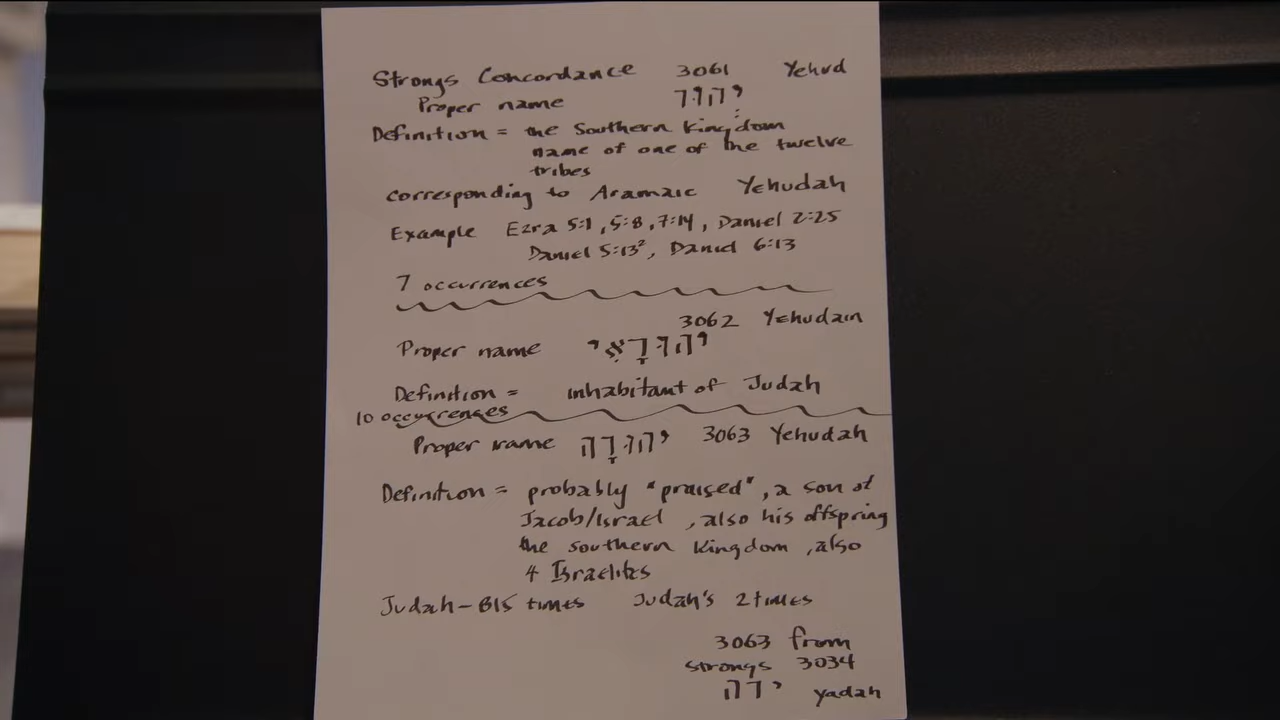 Strongs Concordance 3061 Yehud
Proper name יְהוּד
Definition = the Southern Kingdom
name of one of the twelve
tribes
corresponding to Aramaic Yehudah
Example Ezra 5:1, 5:8, 7:14, Daniel 2:25
Daniel 5:13², Daniel 6:13
7 occurrences
3062 Yehudain
Proper name יהוּדָאִי
Definition = inhabitant of Judah
10 occurrences
Proper name יהוּדָה 3063 Yehudah
Definition = probably "praised", a son of
Jacob/Israel, also his offspring
the southern Kingdom, also
4 Israelites
Judah - 815 times Judah's 2 times
3063 from
strongs 3034
ידה yadah